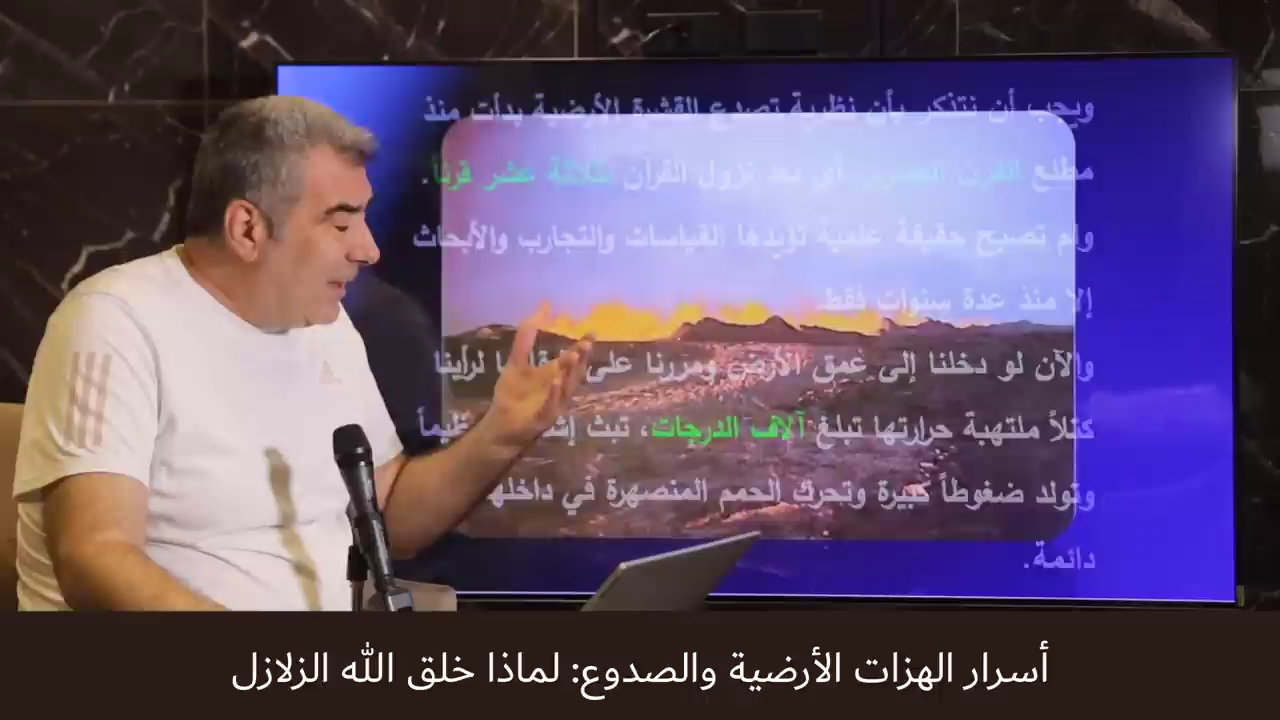 ويجب أن نتذكر بأن نظرية تصدع القشرة الأرضية بدأت منذ
مطلع القرن العشرين أي بعد نزول القرآن بثلاثة عشر قرناً.
ولم تصبح حقيقة علمية تؤيدها القياسات والتجارب والأبحاث
إلا منذ عدة سنوات فقط.
والآن لو دخلنا إلى عمق الأرض ومررنا على لرأينا
كتلاً ملتهبة حرارتها تبلغ آلاف الدرجات، تبث
وتولد ضغوطاً كبيرة وتحرك الحمم المنصهرة في داخلها
دائمة.
أسرار الهزات الأرضية والصدوع: لماذا خلق الله الزلازل